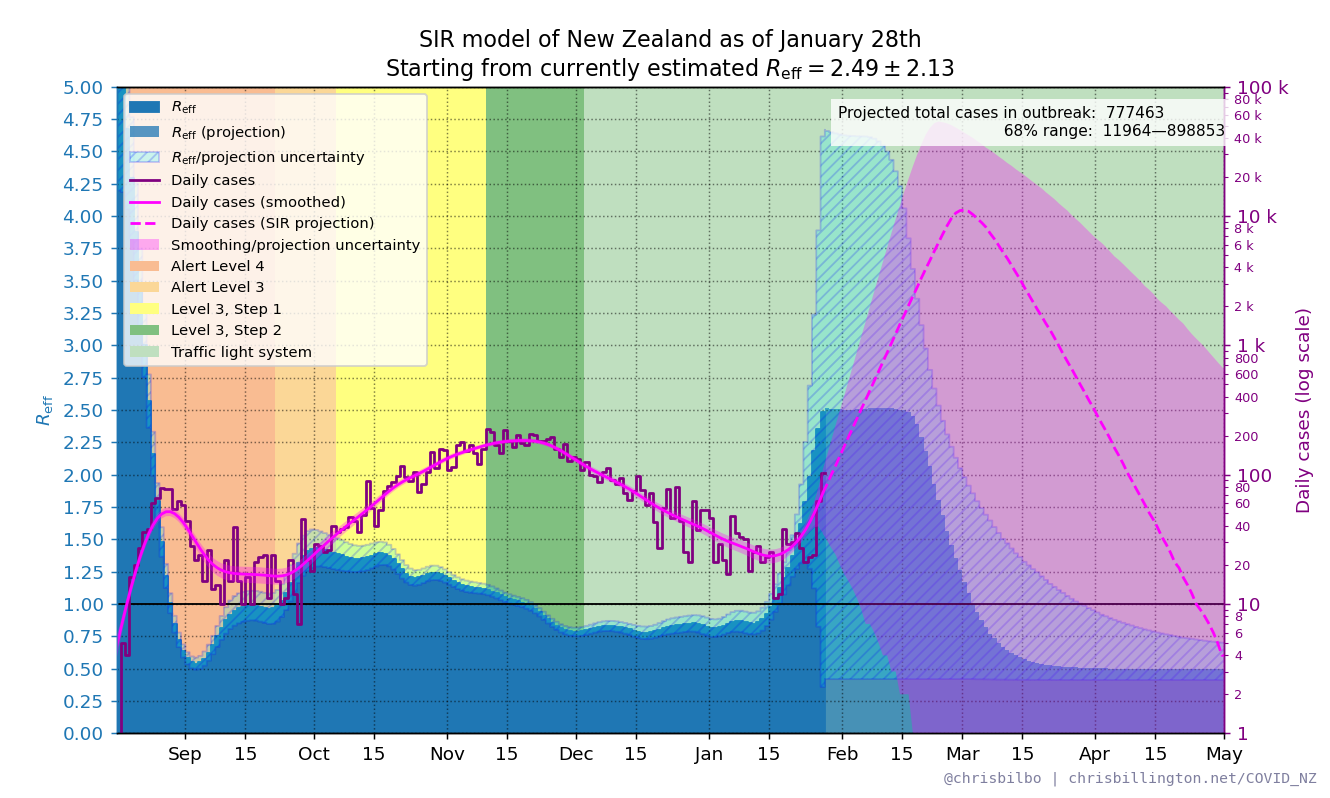 SIR model of New Zealand as of January 28th
Starting from currently estimated R_eff = 2.49 ± 2.13
5.00
4.75
4.50
4.25
4.00
3.75
3.50
3.25
3.00
2.75
2.50
2.25
2.00
1.75
1.50
1.25
1.00
0.75
0.50
0.25
0.00
R_eff
R_eff
R_eff (projection)
R_eff/projection uncertainty
Daily cases
Daily cases (smoothed)
Daily cases (SIR projection)
Smoothing/projection uncertainty
Alert Level 4
Alert Level 3
Level 3, Step 1
Level 3, Step 2
Traffic light system
Projected total cases in outbreak: 777463
68% range: 11964—898853
100 k
80 k
60 k
40 k
20 k
10 k
8 k
6 k
4 k
2 k
1 k
800
600
400
200
100
80
60
40
20
10
8
6
4
2
1
Daily cases (log scale)
Sep 15 Oct 15 Nov 15 Dec 15 Jan 15 Feb 15 Mar 15 Apr 15 May
@chrisbilbo | chrisbillington.net/COVID_NZ